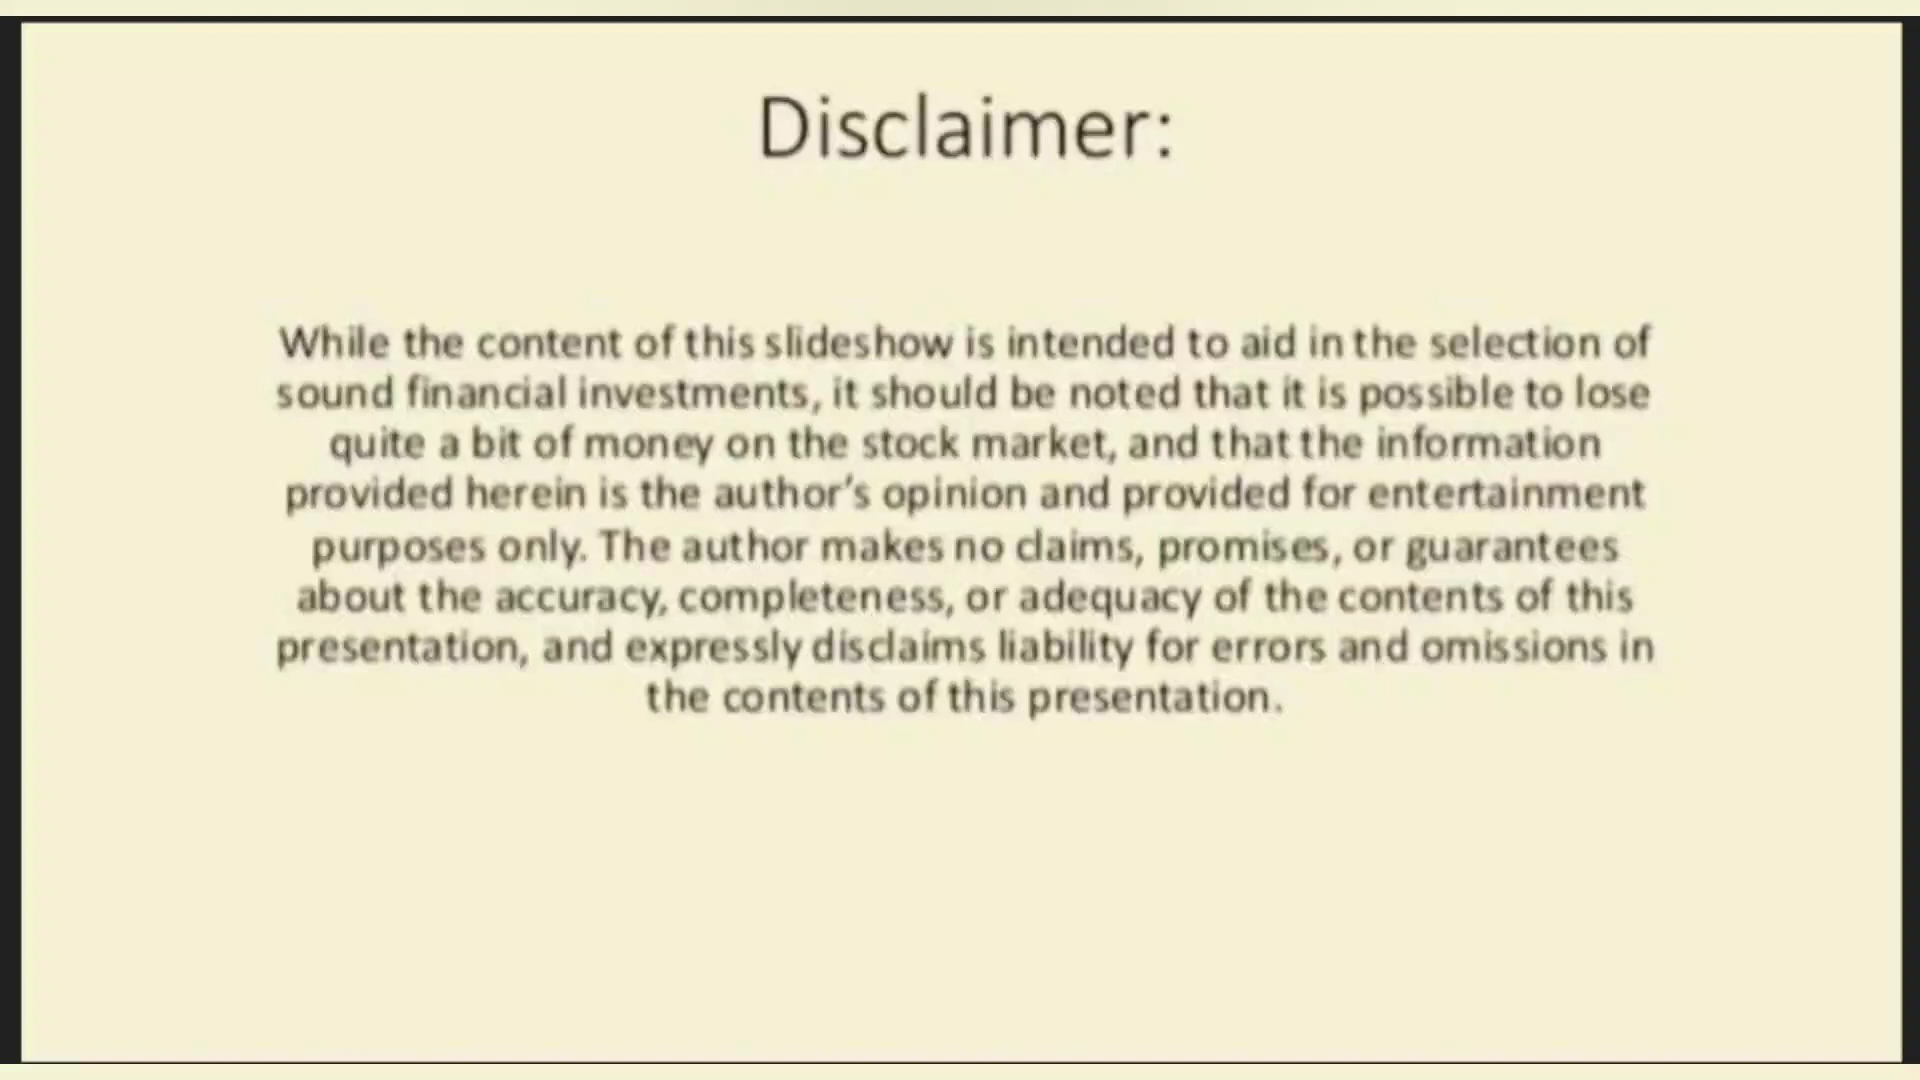 Disclaimer:
While the content of this slideshow is intended to aid in the selection of
sound financial investments, it should be noted that it is possible to lose
quite a bit of money on the stock market, and that the information
provided herein is the author's opinion and provided for entertainment
purposes only. The author makes no claims, promises, or guarantees
about the accuracy, completeness, or adequacy of the contents of this
presentation, and expressly disclaims liability for errors and omissions in
the contents of this presentation.